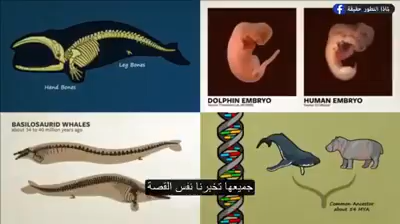 لماذا التطور حقيقة
Leg Bones
Hand Bones
DOLPHIN EMBRYO
HUMAN EMBRYO
BASILOSAURID WHALES
about 34 to 40 million years ago
جميعها تخبرنا نفس القصة
Common Ancestor
about 54 MYA